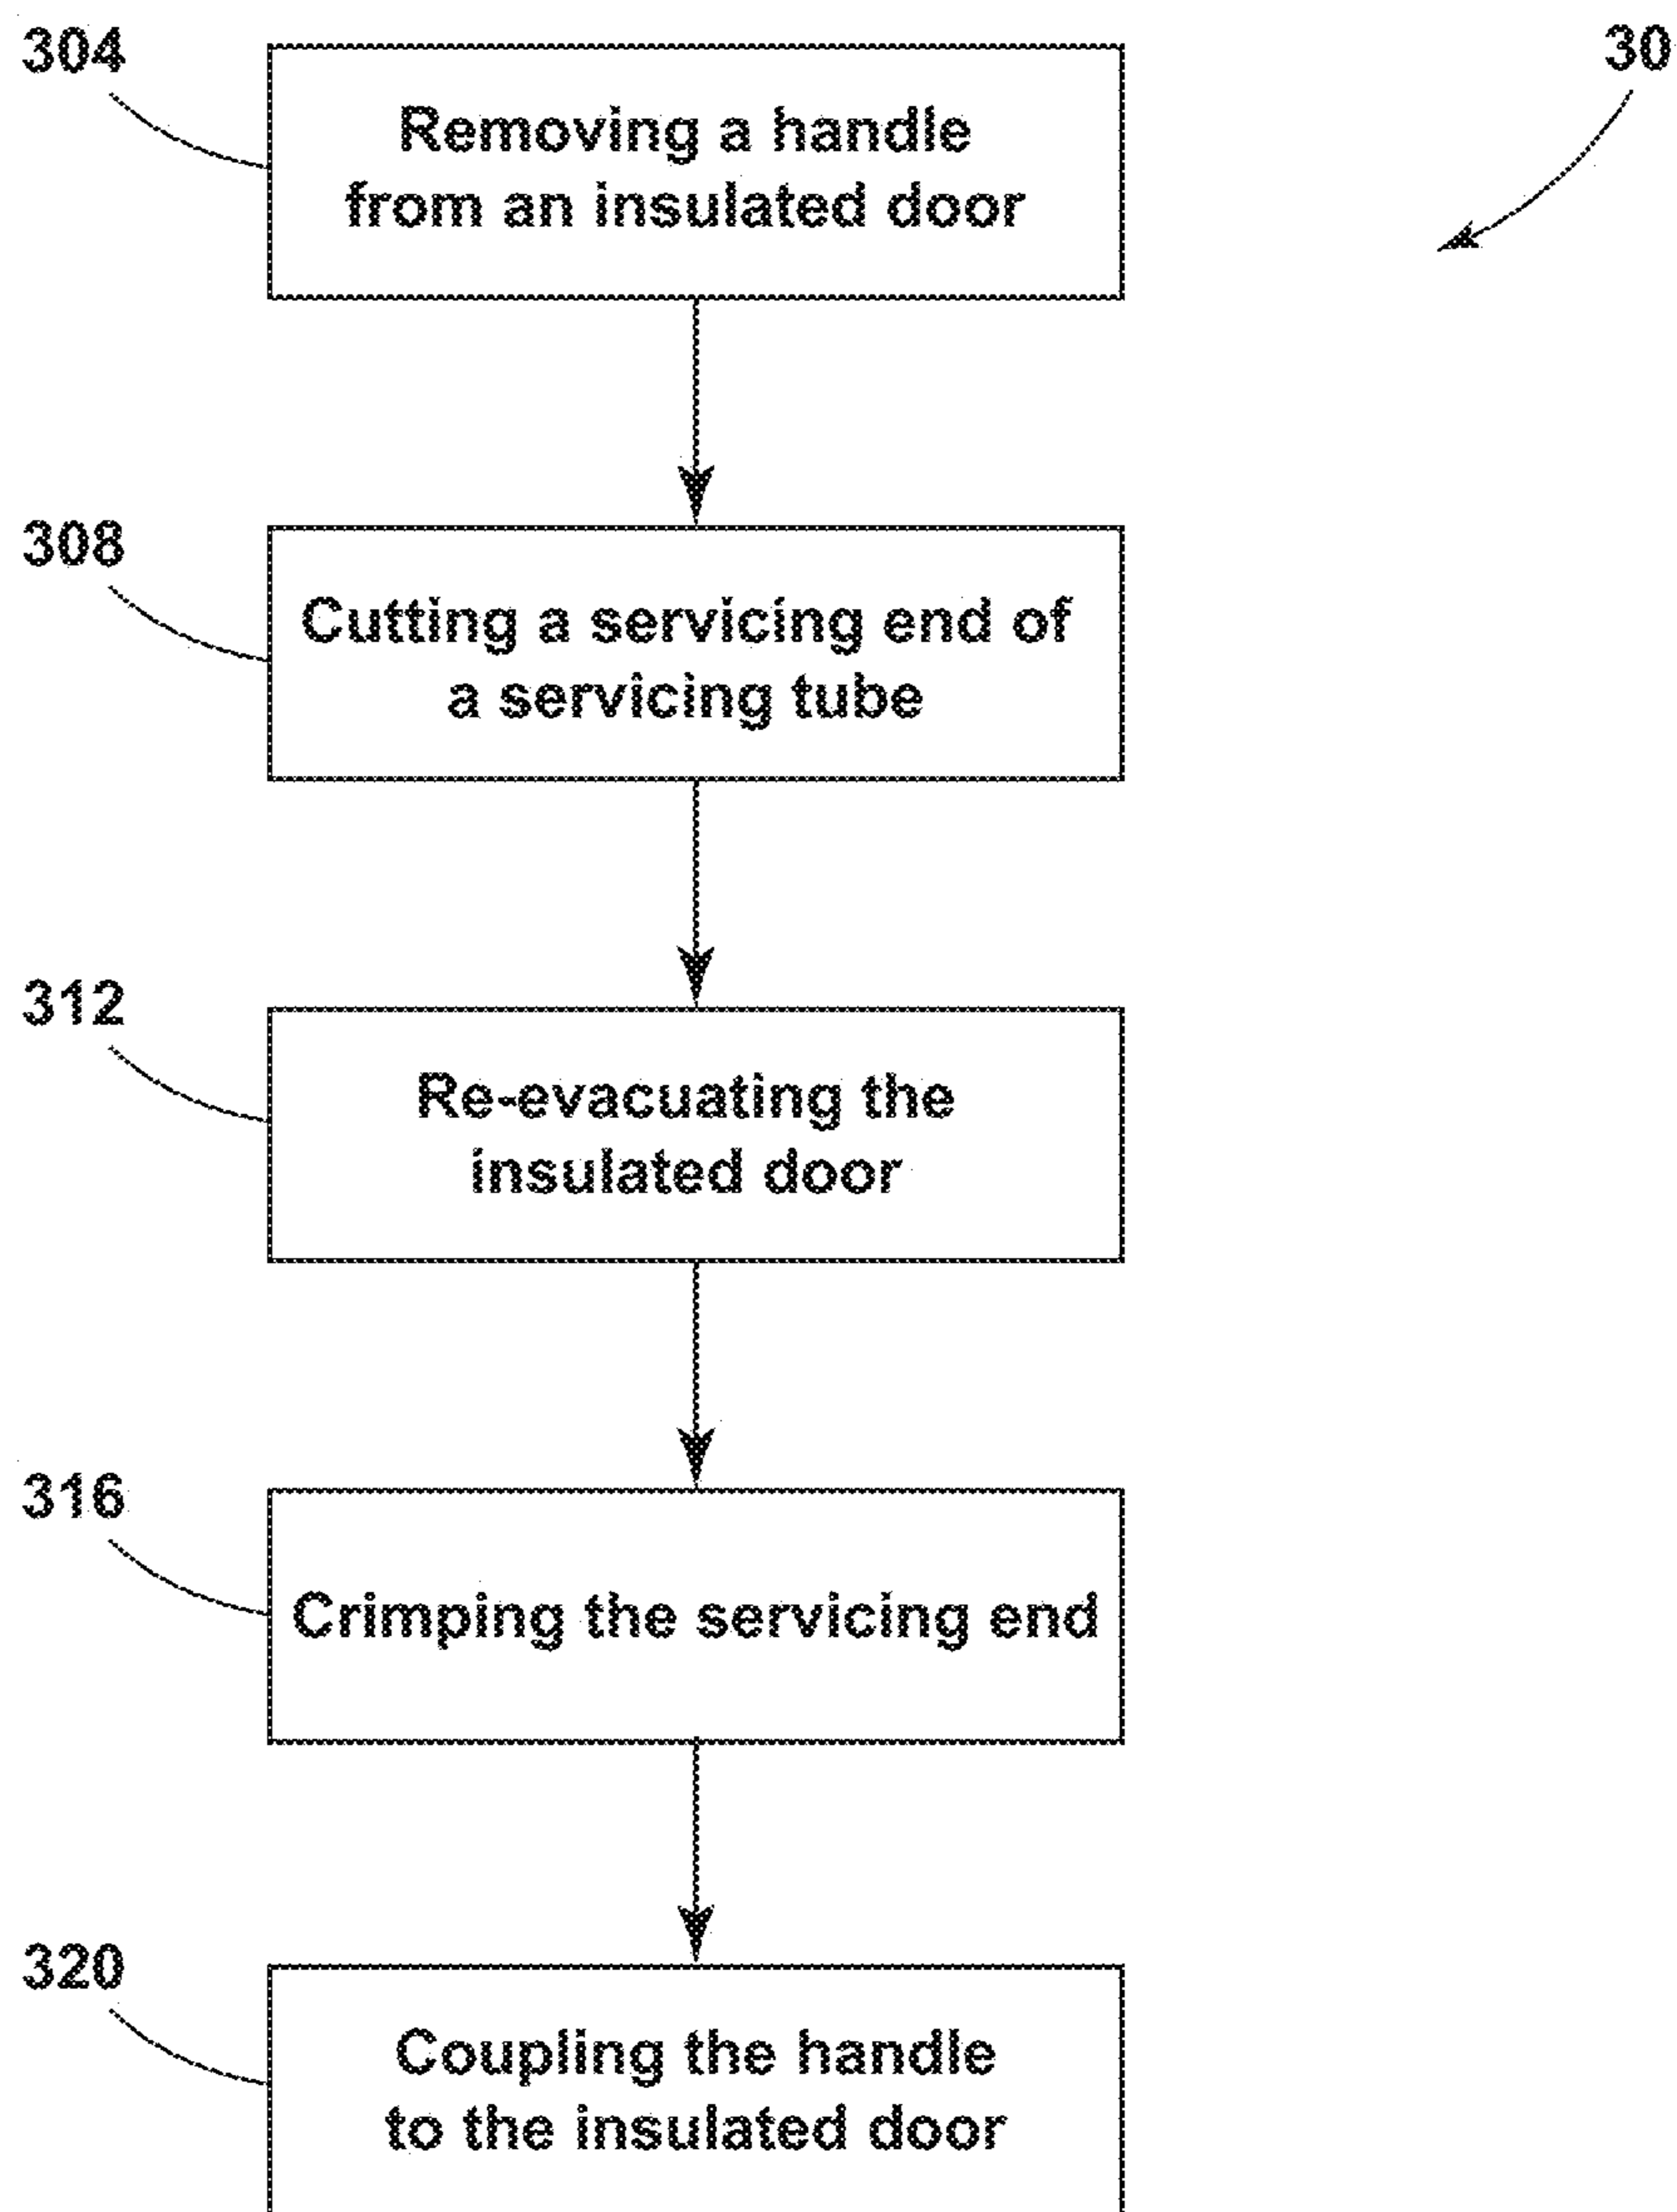 304
30
Removing a handle
from an insulated door
308
Cutting a servicing end of
a servicing tube
312
Re-evacuating the
insulated door
316
Crimping the servicing end
320
Coupling the handle
to the insulated door